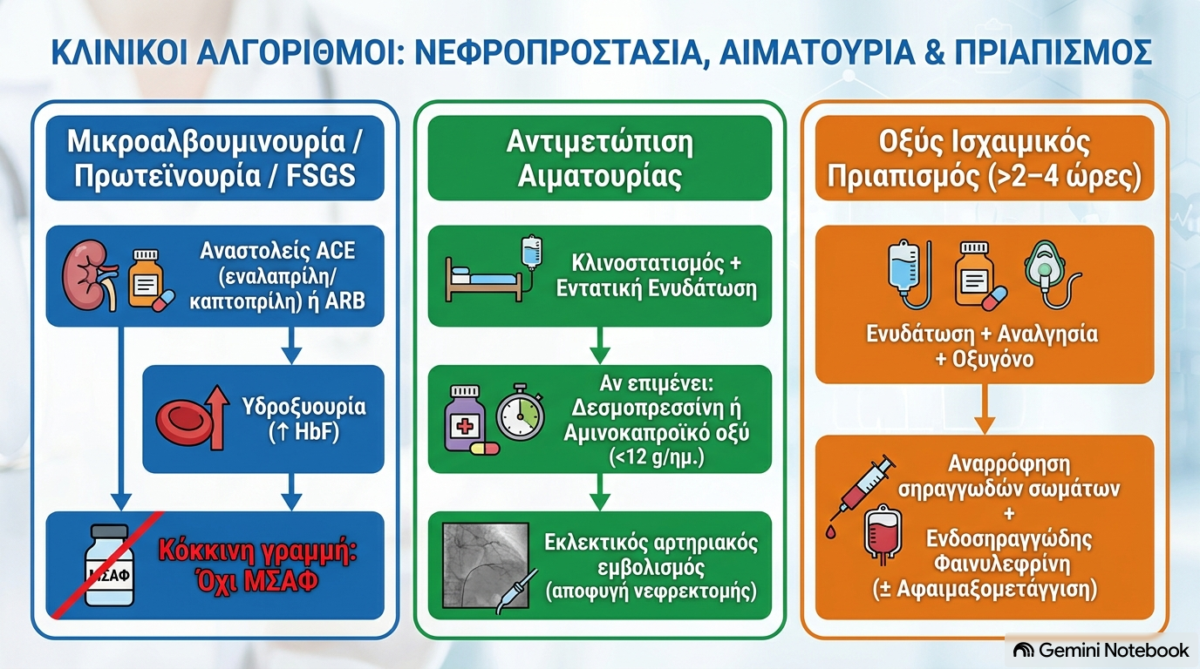 ΚΛΙΝΙΚΟΙ ΑΛΓΟΡΙΘΜΟΙ: ΝΕΦΡΟΠΡΟΣΤΑΣΙΑ, ΑΙΜΑΤΟΥΡΙΑ & ΠΡΙΑΠΙΣΜΟΣ
Μικροαλβουμινουρία /
Πρωτεϊνουρία / FSGS
Αναστολείς ACE
(εναλαπρίλη/
καπτοπρίλη) ή ARB
Υδροξυουρία
(↑ HbF)
ΜΣΑΦ
Κόκκινη γραμμή:
Όχι ΜΣΑΦ
Αντιμετώπιση
Αιματουρίας
Κλινοστατισμός +
Εντατική Ενυδάτωση
Αν επιμένει:
Δεσμοπρεσσίνη ή
Αμινοκαπροϊκό οξύ
(<12 g/ημ.)
Εκλεκτικός αρτηριακός
εμβολισμός
(αποφυγή νεφρεκτομής)
Οξύς Ισχαιμικός
Πριαπισμός (>2–4 ώρες)
Ενυδάτωση + Αναλγησία
+ Οξυγόνο
Αναρρόφηση
σηραγγωδών σωμάτων
+
Ενδοσηραγγώδης
Φαινυλεφρίνη
(± Αφαιμαξομετάγγιση)
Gemini Notebook